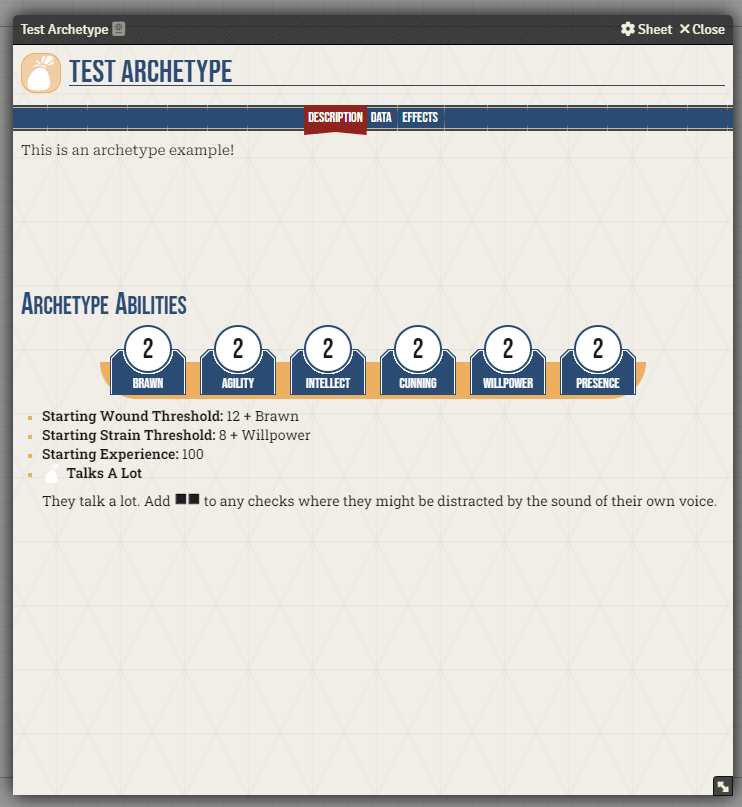 Test Archetype
Sheet
Close
TEST ARCHETYPE
DESCRIPTION
DATA
EFFECTS
This is an archetype example!
ARCHETYPE ABILITIES
2
2
2
2
2
2
BRAWN
AGILITY
INTELLECT
CUNNING
WILLPOWER
PRESENCE
Starting Wound Threshold: 12 + Brawn
Starting Strain Threshold: 8 + Willpower
Starting Experience: 100
Talks A Lot
They talk a lot. Add ■■ to any checks where they might be distracted by the sound of their own voice.